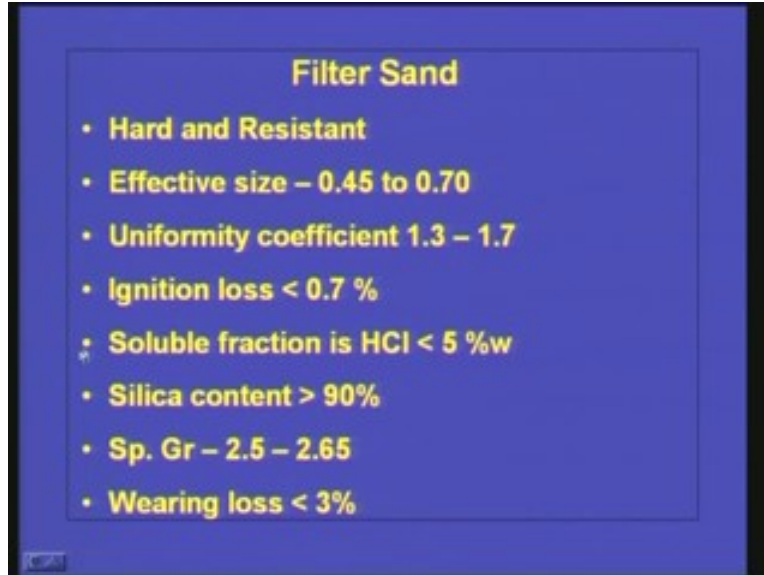 Filter Sand
• Hard and Resistant
• Effective size – 0.45 to 0.70
• Uniformity coefficient 1.3 – 1.7
• Ignition loss < 0.7 %
• Soluble fraction is HCl < 5 %w
• Silica content > 90%
• Sp. Gr – 2.5 – 2.65
• Wearing loss < 3%